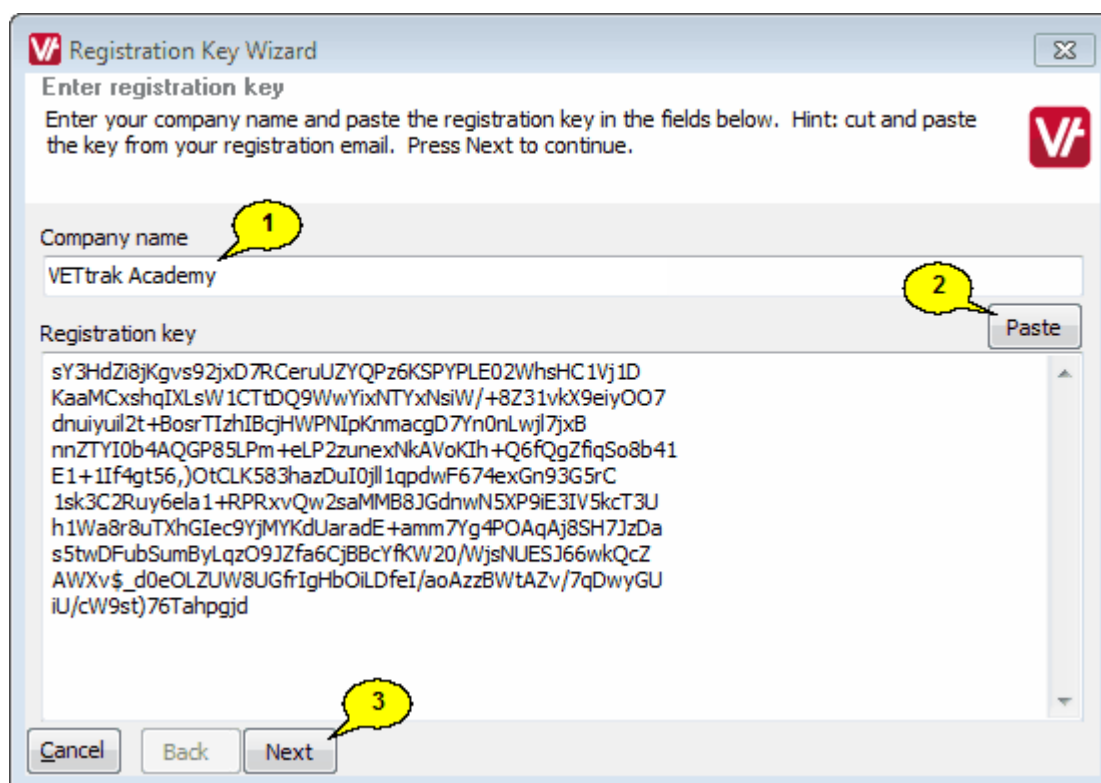 Registration Key Wizard
Enter registration key
Enter your company name and paste the registration key in the fields below.  Hint: cut and paste
the key from your registration email.  Press Next to continue.
1
Company name
VETtrak Academy
2
Paste
Registration key
sY3HdZi8jKgvs92jxD7RCeruUZYQPz6KSPYPLE02WhsHC1Vj1D
KaaMCxshqIXLsW1CTtDQ9WwYixNTYxNsiW/+8Z31vkX9eiyOO7
dnuiyuil2t+BosrTIzhIBcjHWPNIpKnmacgD7Yn0nLwjl7jxB
nnZTYI0b4AQGP85LPm+eLP2zunexNkAVoKIh+Q6fQgZfiqSo8b41
E1+1If4gt56,)OtCLK583hazDuI0jll1qpdwF674exGn93G5rC
1sk3C2Ruy6ela1+RPRxvQw2saMMB8JGdnwN5XP9iE3IV5kcT3U
h1Wa8r8uTXhGIec9YjMYKdUaradE+amm7Yg4POAqAj8SH7JzDa
s5twDFubSumByLqzO9JZfa6CjBBcYfKW20/WjsNUESJ66wkQcZ
AWXv$_d0eOLZUW8UGfrIgHbOiLDfeI/aoAzzBWtAZv/7qDwyGU
iU/cW9st)76Tahpgjd
3
Cancel
Back
Next